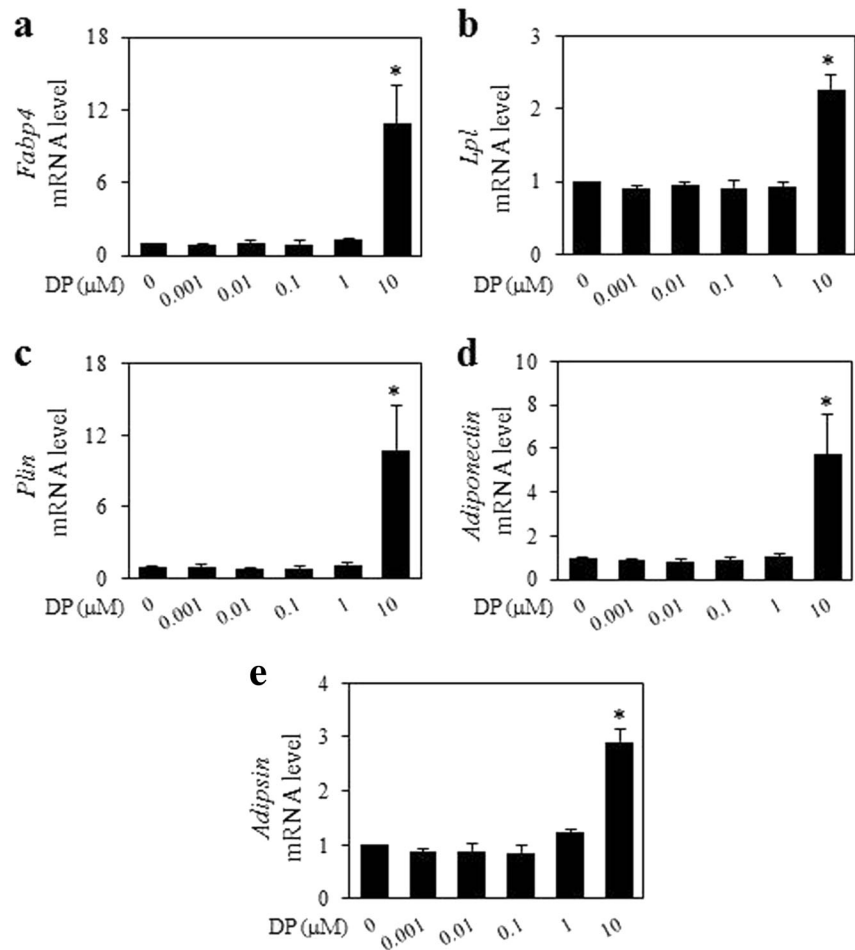 a
18
12
6
0
Fabp4
mRNA level
*
DP (μM) 0 0.001 0.01 0.1 1 10
b
3
2
1
0
Lpl
mRNA level
*
DP (μM) 0 0.001 0.01 0.1 1 10
c
18
12
6
0
Plin
mRNA level
*
DP (μM) 0 0.001 0.01 0.1 1 10
d
10
8
6
4
2
0
Adiponectin
mRNA level
*
DP (μM) 0 0.001 0.01 0.1 1 10
e
4
3
2
1
0
Adipsin
mRNA level
*
DP (μM) 0 0.001 0.01 0.1 1 10